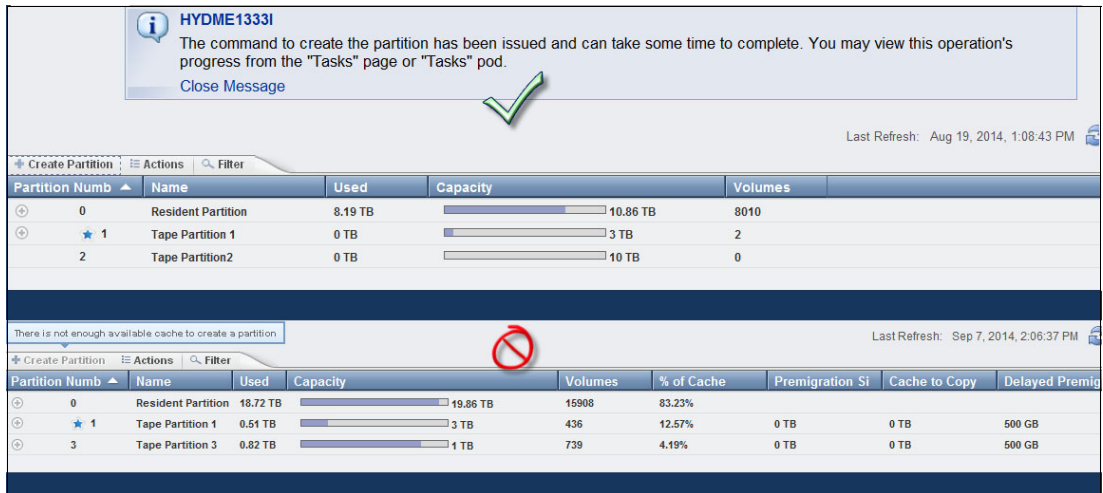 HYDME1333I
The command to create the partition has been issued and can take some time to complete. You may view this operation's
progress from the "Tasks" page or "Tasks" pod.
Close Message
Last Refresh: Aug 19, 2014, 1:08:43 PM
Create Partition Actions Filter
Partition Numb Name Used Capacity Volumes
0 Resident Partition 8.19 TB 10.86 TB 8010
1 Tape Partition 1 0 TB 3 TB 2
2 Tape Partition2 0 TB 10 TB 0
There is not enough available cache to create a partition
Last Refresh: Sep 7, 2014, 2:06:37 PM
Create Partition Actions Filter
Partition Numb Name Used Capacity Volumes % of Cache Premigration Si Cache to Copy Delayed Premig
0 Resident Partition 18.72 TB 19.86 TB 15908 83.23%
1 Tape Partition 1 0.51 TB 3 TB 436 12.57% 0 TB 0 TB 500 GB
3 Tape Partition 3 0.82 TB 1 TB 739 4.19% 0 TB 0 TB 500 GB